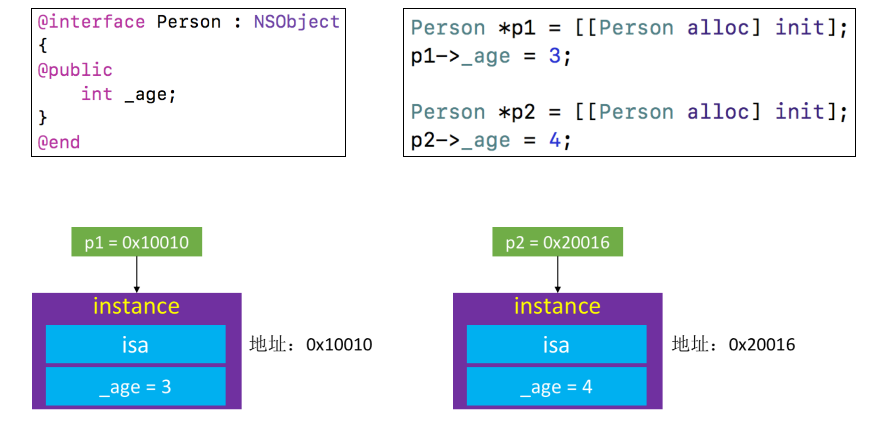 @interface Person : NSObject
{
@public
    int _age;
}
@end
Person *p1 = [[Person alloc] init];
p1->_age = 3;
Person *p2 = [[Person alloc] init];
p2->_age = 4;
p1 = 0x10010
instance
isa
_age = 3
地址：0x10010
p2 = 0x20016
instance
isa
_age = 4
地址：0x20016